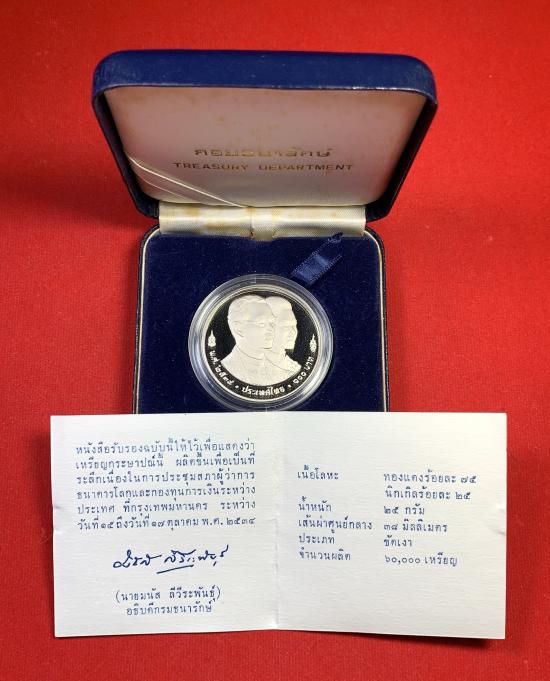 กรมธนารักษ์
TREASURY DEPARTMENT
พ.ศ. ๒๕๓๔ • ประเทศไทย • ๑๐๐ บาท
หนังสือรับรองฉบับนี้ให้ไว้เพื่อแสดงว่า
เหรียญกระษาปณ์นี้ ผลิตขึ้นเพื่อเป็นที่
ระลึกเนื่องในการประชุมสภาผู้ว่าการ
ธนาคารโลกและกองทุนการเงินระหว่าง
ประเทศ ที่กรุงเทพมหานคร ระหว่าง
วันที่ ๑๕ ถึงวันที่ ๑๗ ตุลาคม พ.ศ. ๒๕๓๔
(นายมนัส ลีวีระพันธุ์)
อธิบดีกรมธนารักษ์
เนื้อโลหะ ทองแดงร้อยละ ๗๕
นิกเกิลร้อยละ ๒๕
น้ำหนัก ๒๕ กรัม
เส้นผ่าศูนย์กลาง ๓๘ มิลลิเมตร
ประเภท ขัดเงา
จำนวนผลิต ๖๐,๐๐๐ เหรียญ